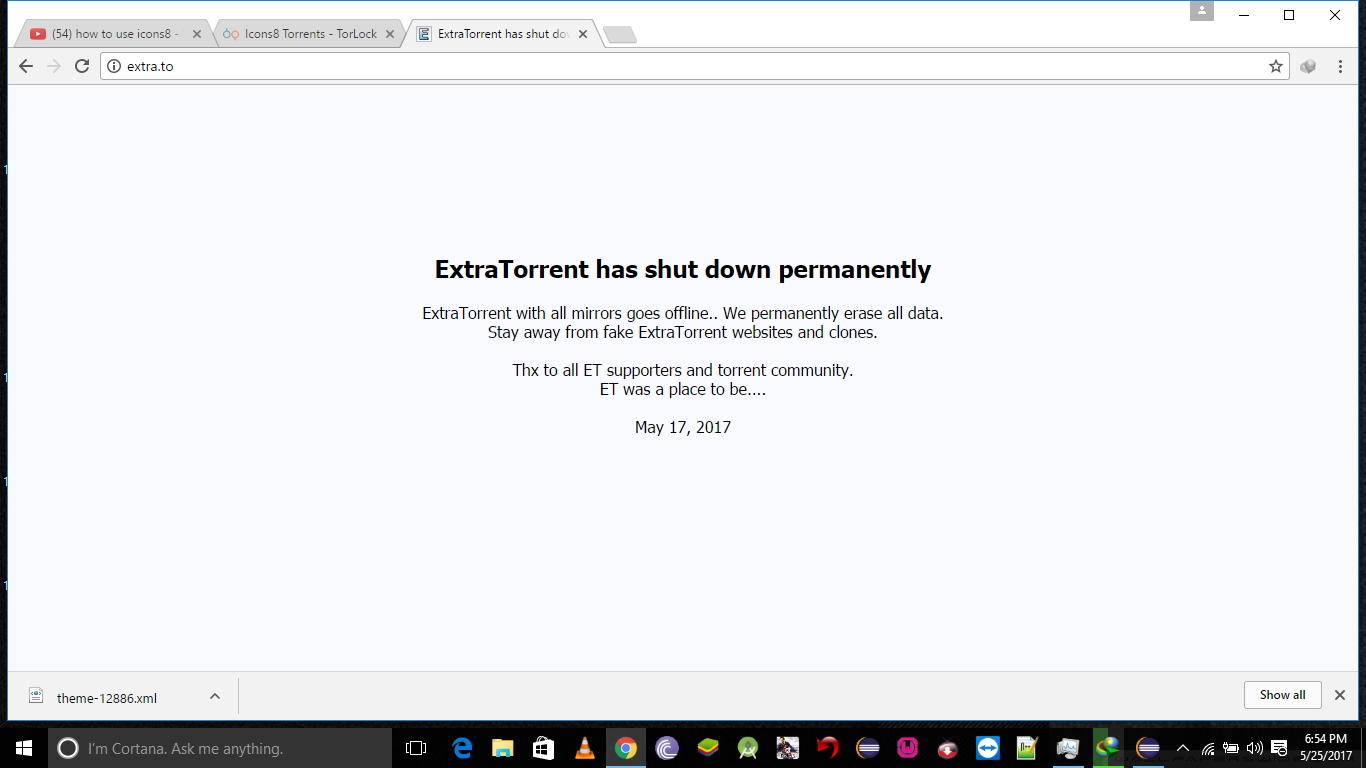 (54) how to use icons8 -
Icons8 Torrents - TorLock
ExtraTorrent has shut do
extra.to
ExtraTorrent has shut down permanently
ExtraTorrent with all mirrors goes offline.. We permanently erase all data.
Stay away from fake ExtraTorrent websites and clones.
Thx to all ET supporters and torrent community.
ET was a place to be....
May 17, 2017
theme-12886.xml
Show all
I'm Cortana. Ask me anything.
6:54 PM
5/25/2017